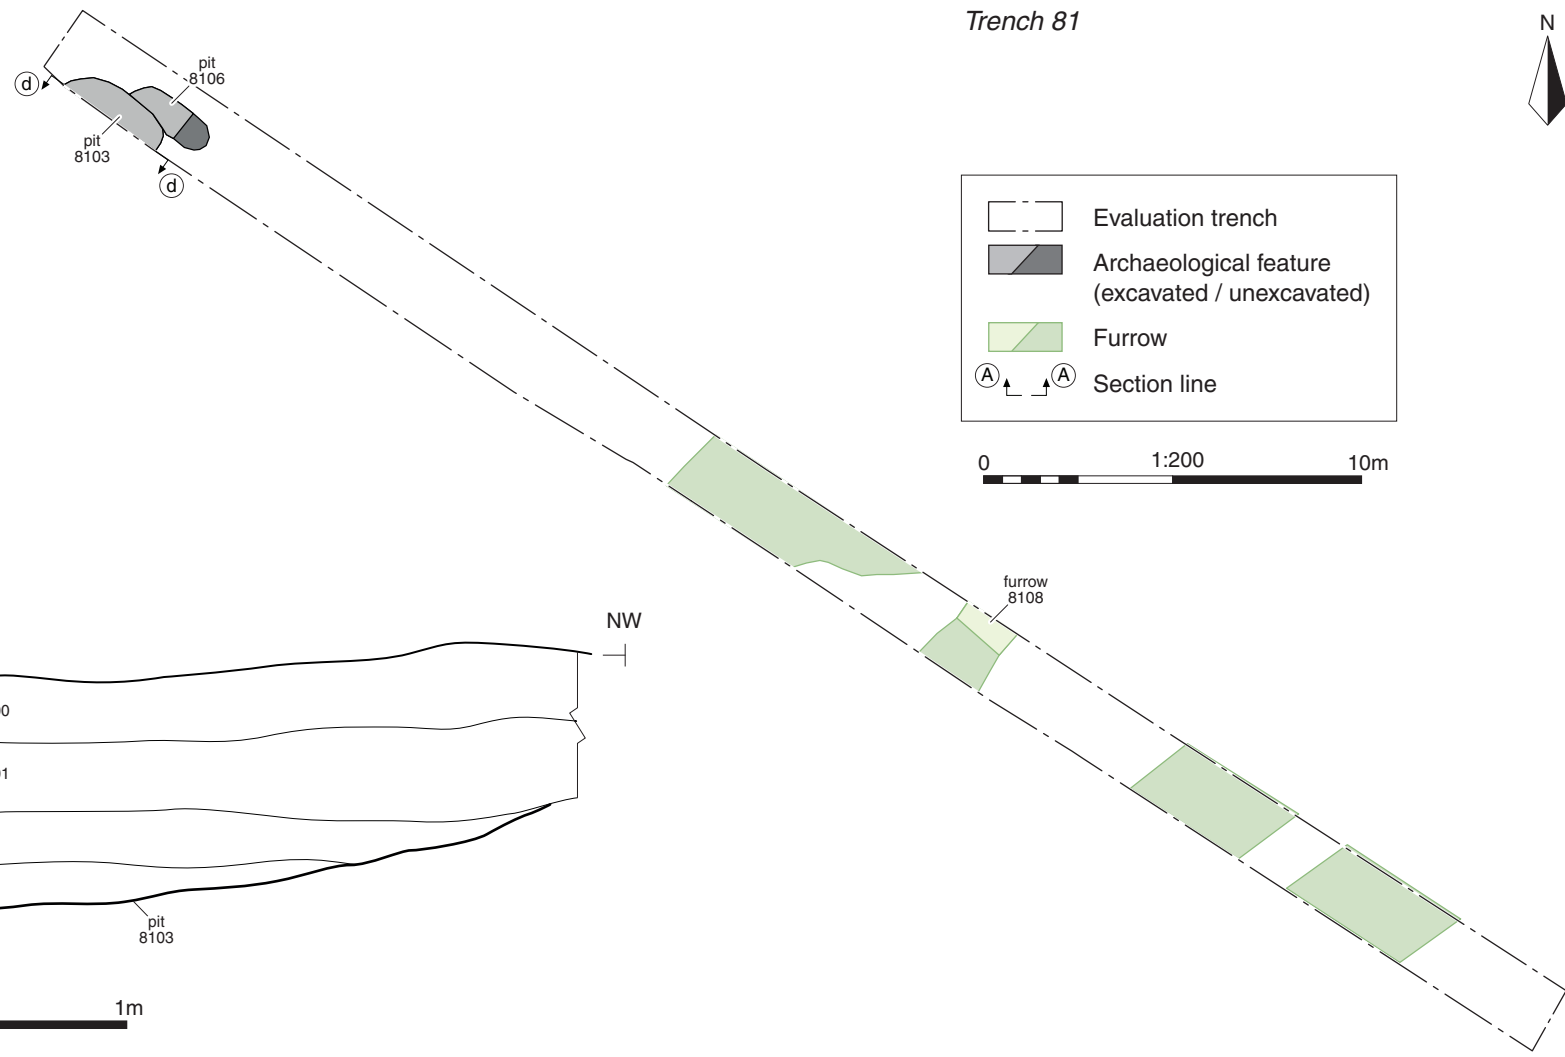 Trench 81
N
d
pit
8106
pit
8103
d
Evaluation trench
Archaeological feature
(excavated / unexcavated)
Furrow
A A Section line
0 1:200 10m
furrow
8108
NW
pit
8103
1m